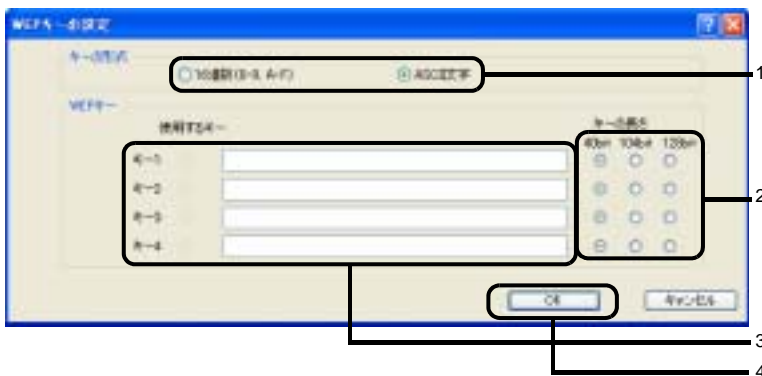 WEPキーの設定
キーの形式
16進数(0-9, A-F)
ASCII文字
1
WEPキー
使用するキー
キーの長さ
40bit 104bit 128bit
キー1
キー2
2
キー3
キー4
OK
キャンセル
3
4